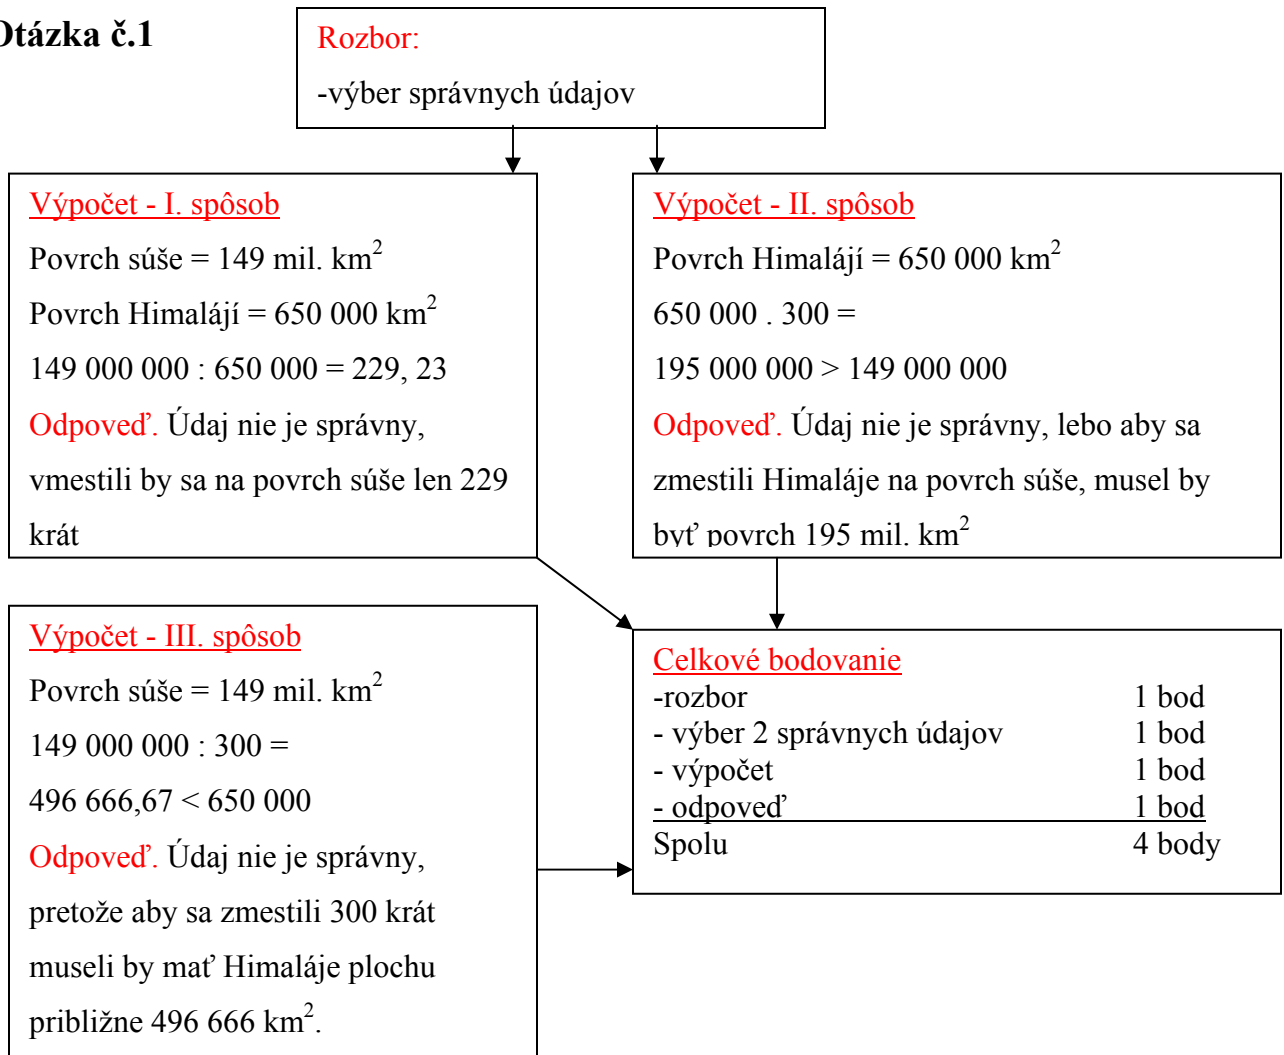 Otázka č.1
Rozbor:
-výber správnych údajov
Výpočet - I. spôsob
Povrch súše = 149 mil. km²
Povrch Himalájí = 650 000 km²
149 000 000 : 650 000 = 229, 23
Odpoveď. Údaj nie je správny,
vmestili by sa na povrch súše len 229
krát
Výpočet - II. spôsob
Povrch Himalájí = 650 000 km²
650 000 . 300 =
195 000 000 > 149 000 000
Odpoveď. Údaj nie je správny, lebo aby sa
zmestili Himaláje na povrch súše, musel by
byť povrch 195 mil. km²
Výpočet - III. spôsob
Povrch súše = 149 mil. km²
149 000 000 : 300 =
496 666,67 < 650 000
Odpoveď. Údaj nie je správny,
pretože aby sa zmestili 300 krát
museli by mať Himaláje plochu
približne 496 666 km².
Celkové bodovanie
-rozbor 1 bod
- výber 2 správnych údajov 1 bod
- výpočet 1 bod
- odpoveď 1 bod
Spolu 4 body